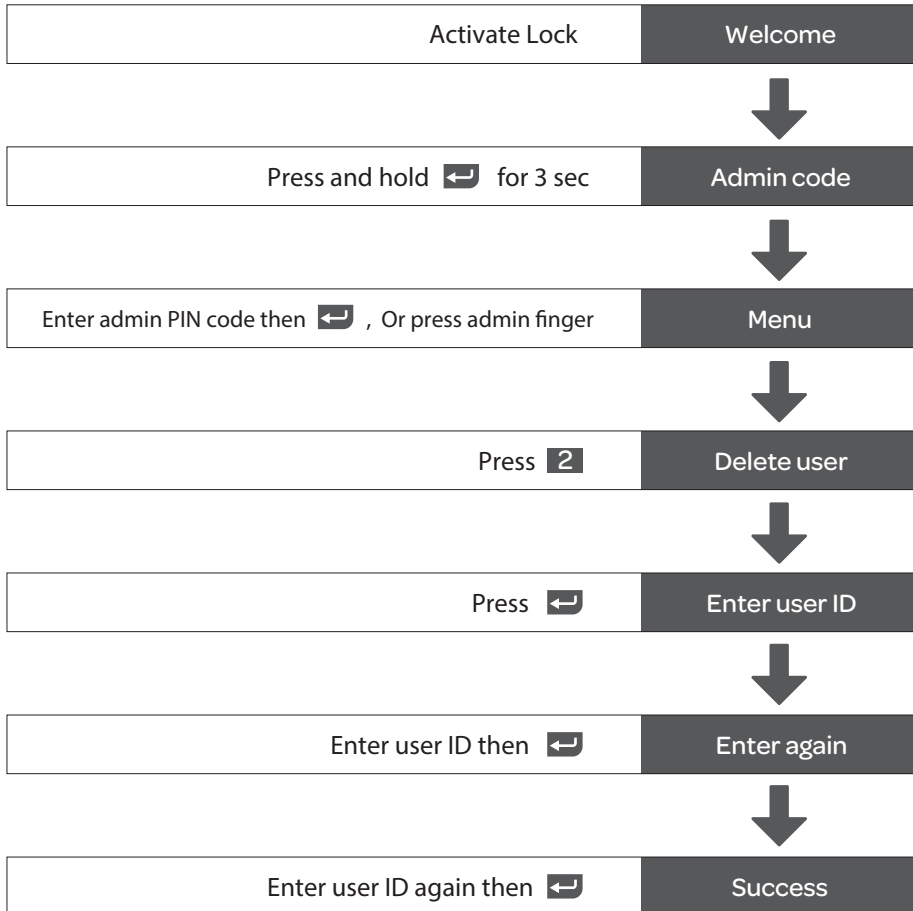 Activate Lock Welcome
Press and hold for 3 sec Admin code
Enter admin PIN code then , Or press admin finger Menu
Press 2 Delete user
Press Enter user ID
Enter user ID then Enter again
Enter user ID again then Success